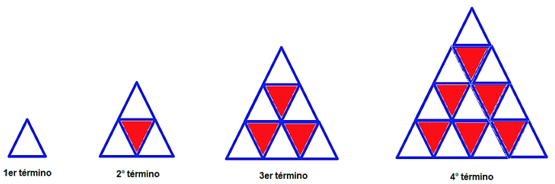 1er término
2° término
3er término
4° término